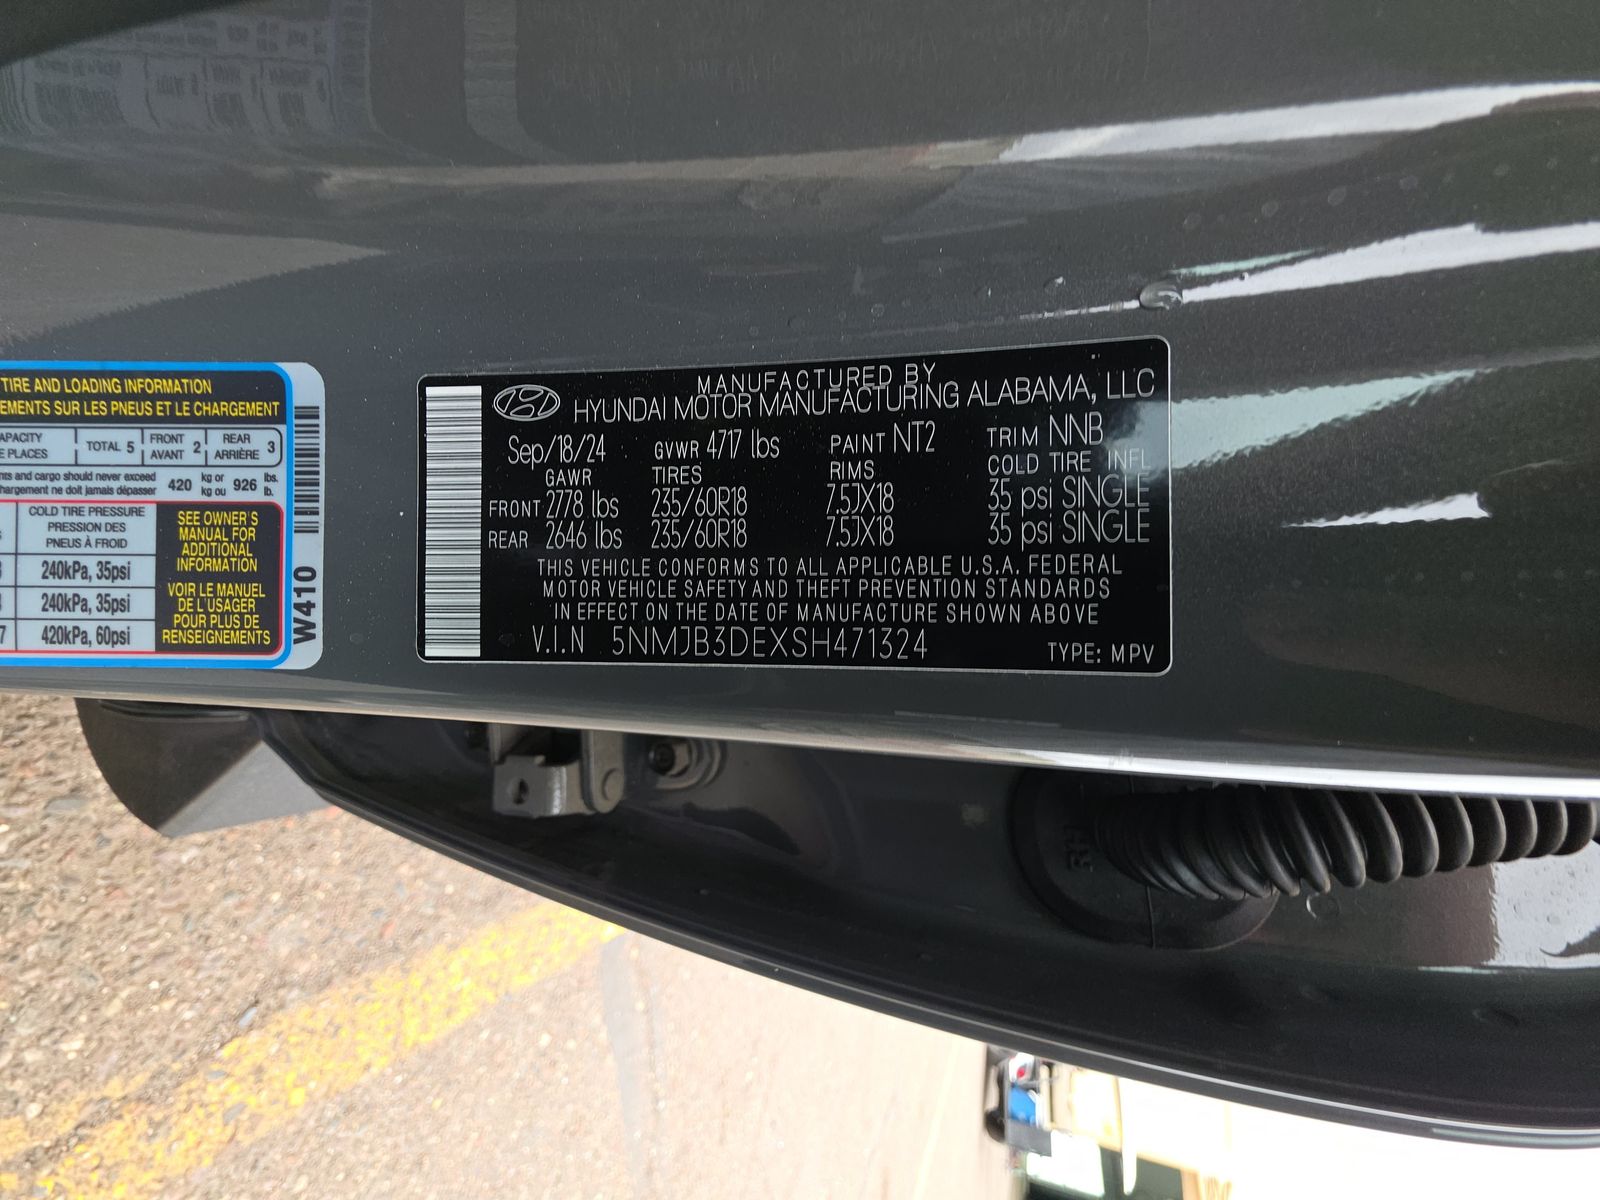 TIRE AND LOADING INFORMATION
EMENTS SUR LES PNEUS ET LE CHARGEMENT
APACITY TOTAL 5 FRONT 2 REAR 3
E PLACES AVANT ARRIÈRE
nts and cargo should never exceed 420 kg or 926 lbs.
hargement ne doit jamais dépasser kg ou lb.
COLD TIRE PRESSURE
PRESSION DES
PNEUS À FROID
240kPa, 35psi
240kPa, 35psi
7 420kPa, 60psi
SEE OWNER'S
MANUAL FOR
ADDITIONAL
INFORMATION
VOIR LE MANUEL
DE L'USAGER
POUR PLUS DE
RENSEIGNEMENTS
W410
MANUFACTURED BY
HYUNDAI MOTOR MANUFACTURING ALABAMA, LLC
Sep/18/24 GVWR 4717 lbs PAINT NT2 TRIM NNB
GAWR TIRES RIMS COLD TIRE INFL
FRONT 2778 lbs 235/60R18 7.5JX18 35 psi SINGLE
REAR 2646 lbs 235/60R18 7.5JX18 35 psi SINGLE
THIS VEHICLE CONFORMS TO ALL APPLICABLE U.S.A. FEDERAL
MOTOR VEHICLE SAFETY AND THEFT PREVENTION STANDARDS
IN EFFECT ON THE DATE OF MANUFACTURE SHOWN ABOVE
V.I.N 5NMJB3DEXSH471324 TYPE: MPV
RH